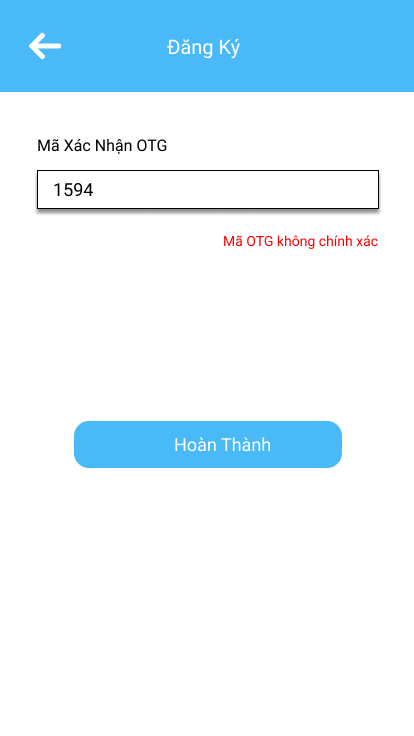 Đăng Ký
Mã Xác Nhận OTG
1594
Mã OTG không chính xác
Hoàn Thành